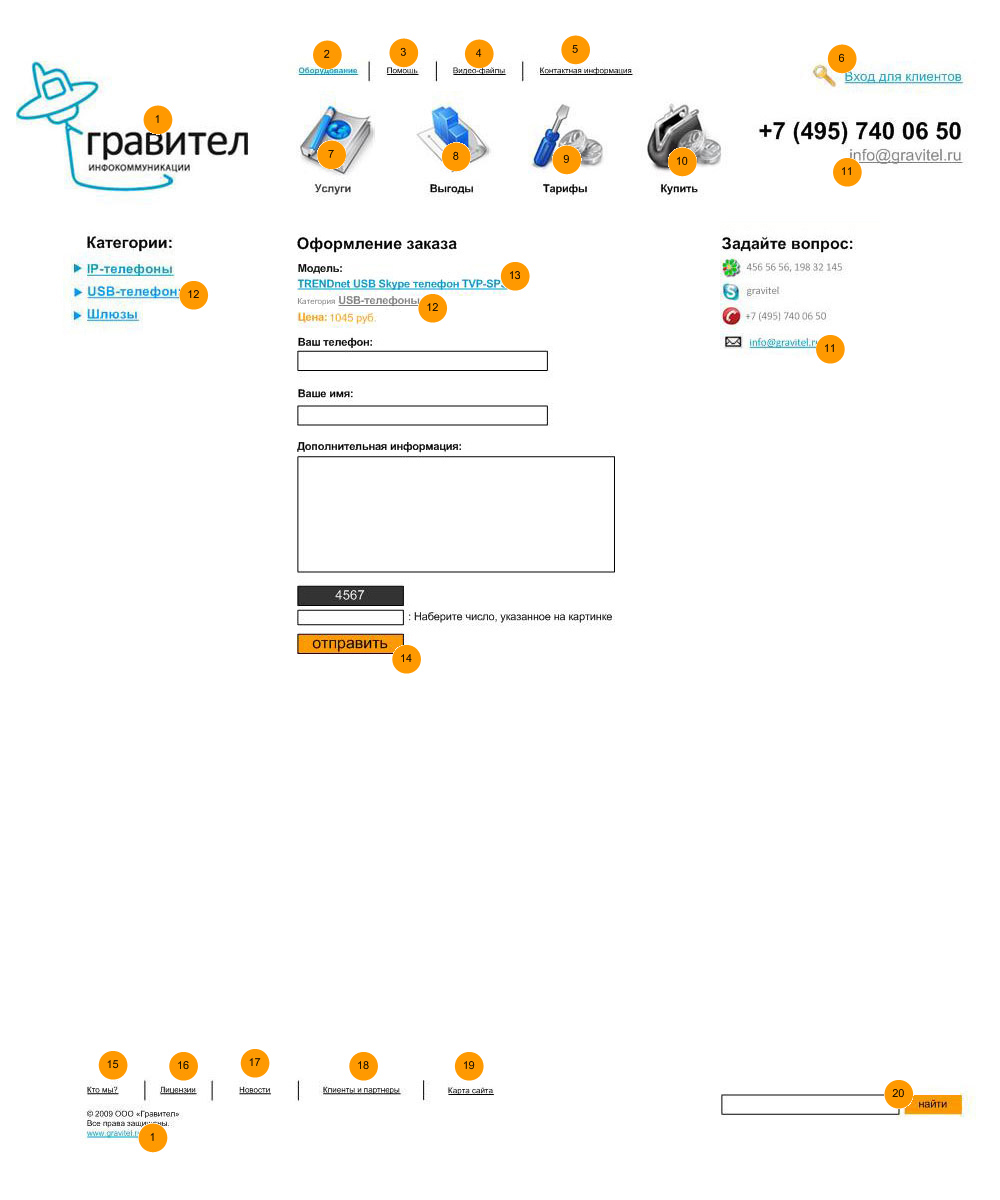 2
3
4
5
6
Оборудование
Помощь
Видео-файлы
Контактная информация
Вход для клиентов
1
гравител
ИНФОКОММУНИКАЦИИ
7
8
9
10
Услуги
Выгоды
Тарифы
Купить
+7 (495) 740 06 50
info@gravitel.ru
11
Категории:
IP-телефоны
USB-телефон
12
Шлюзы
Оформление заказа
Модель:
TRENDnet USB Skype телефон TVP-SP
13
Категория USB-телефоны
12
Цена: 1045 руб.
Ваш телефон:
Ваше имя:
Дополнительная информация:
4567
: Наберите число, указанное на картинке
отправить
14
Задайте вопрос:
456 56 56, 198 32 145
gravitel
+7 (495) 740 06 50
info@gravitel.r
11
15
16
17
18
19
Кто мы?
Лицензии
Новости
Клиенты и партнеры
Карта сайта
20
найти
© 2009 ООО «Гравител»
Все права защищены.
www.gravitel.r
1